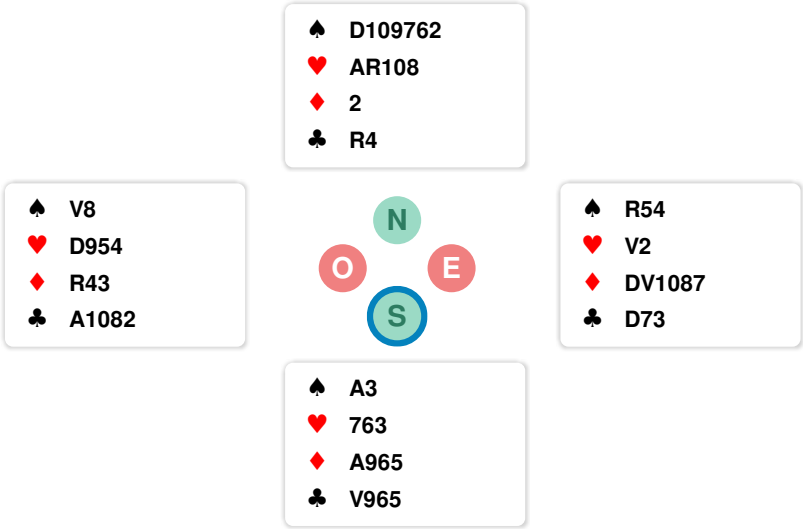 ♠ D109762
♥ AR108
♦ 2
♣ R4
♠ V8
♥ D954
♦ R43
♣ A1082
N
O E
S
♠ R54
♥ V2
♦ DV1087
♣ D73
♠ A3
♥ 763
♦ A965
♣ V965